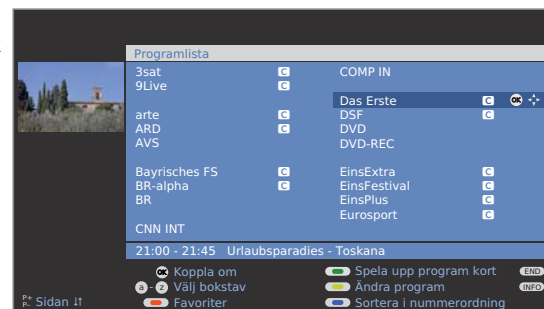 Programlista
3sat C COMP IN
9Live C
Das Erste C OK
arte C DSF C
ARD C DVD
AVS DVD-REC
Bayrisches FS C EinsExtra C
BR-alpha C EinsFestival C
BR EinsPlus C
Eurosport C
CNN INT
21:00 - 21:45 Urlaubsparadies - Toskana
OK Koppla om Spela upp program kort END
a - z Välj bokstav Ändra program INFO
P+ P- Sidan ↓↑ Favoriter Sortera i nummerordning